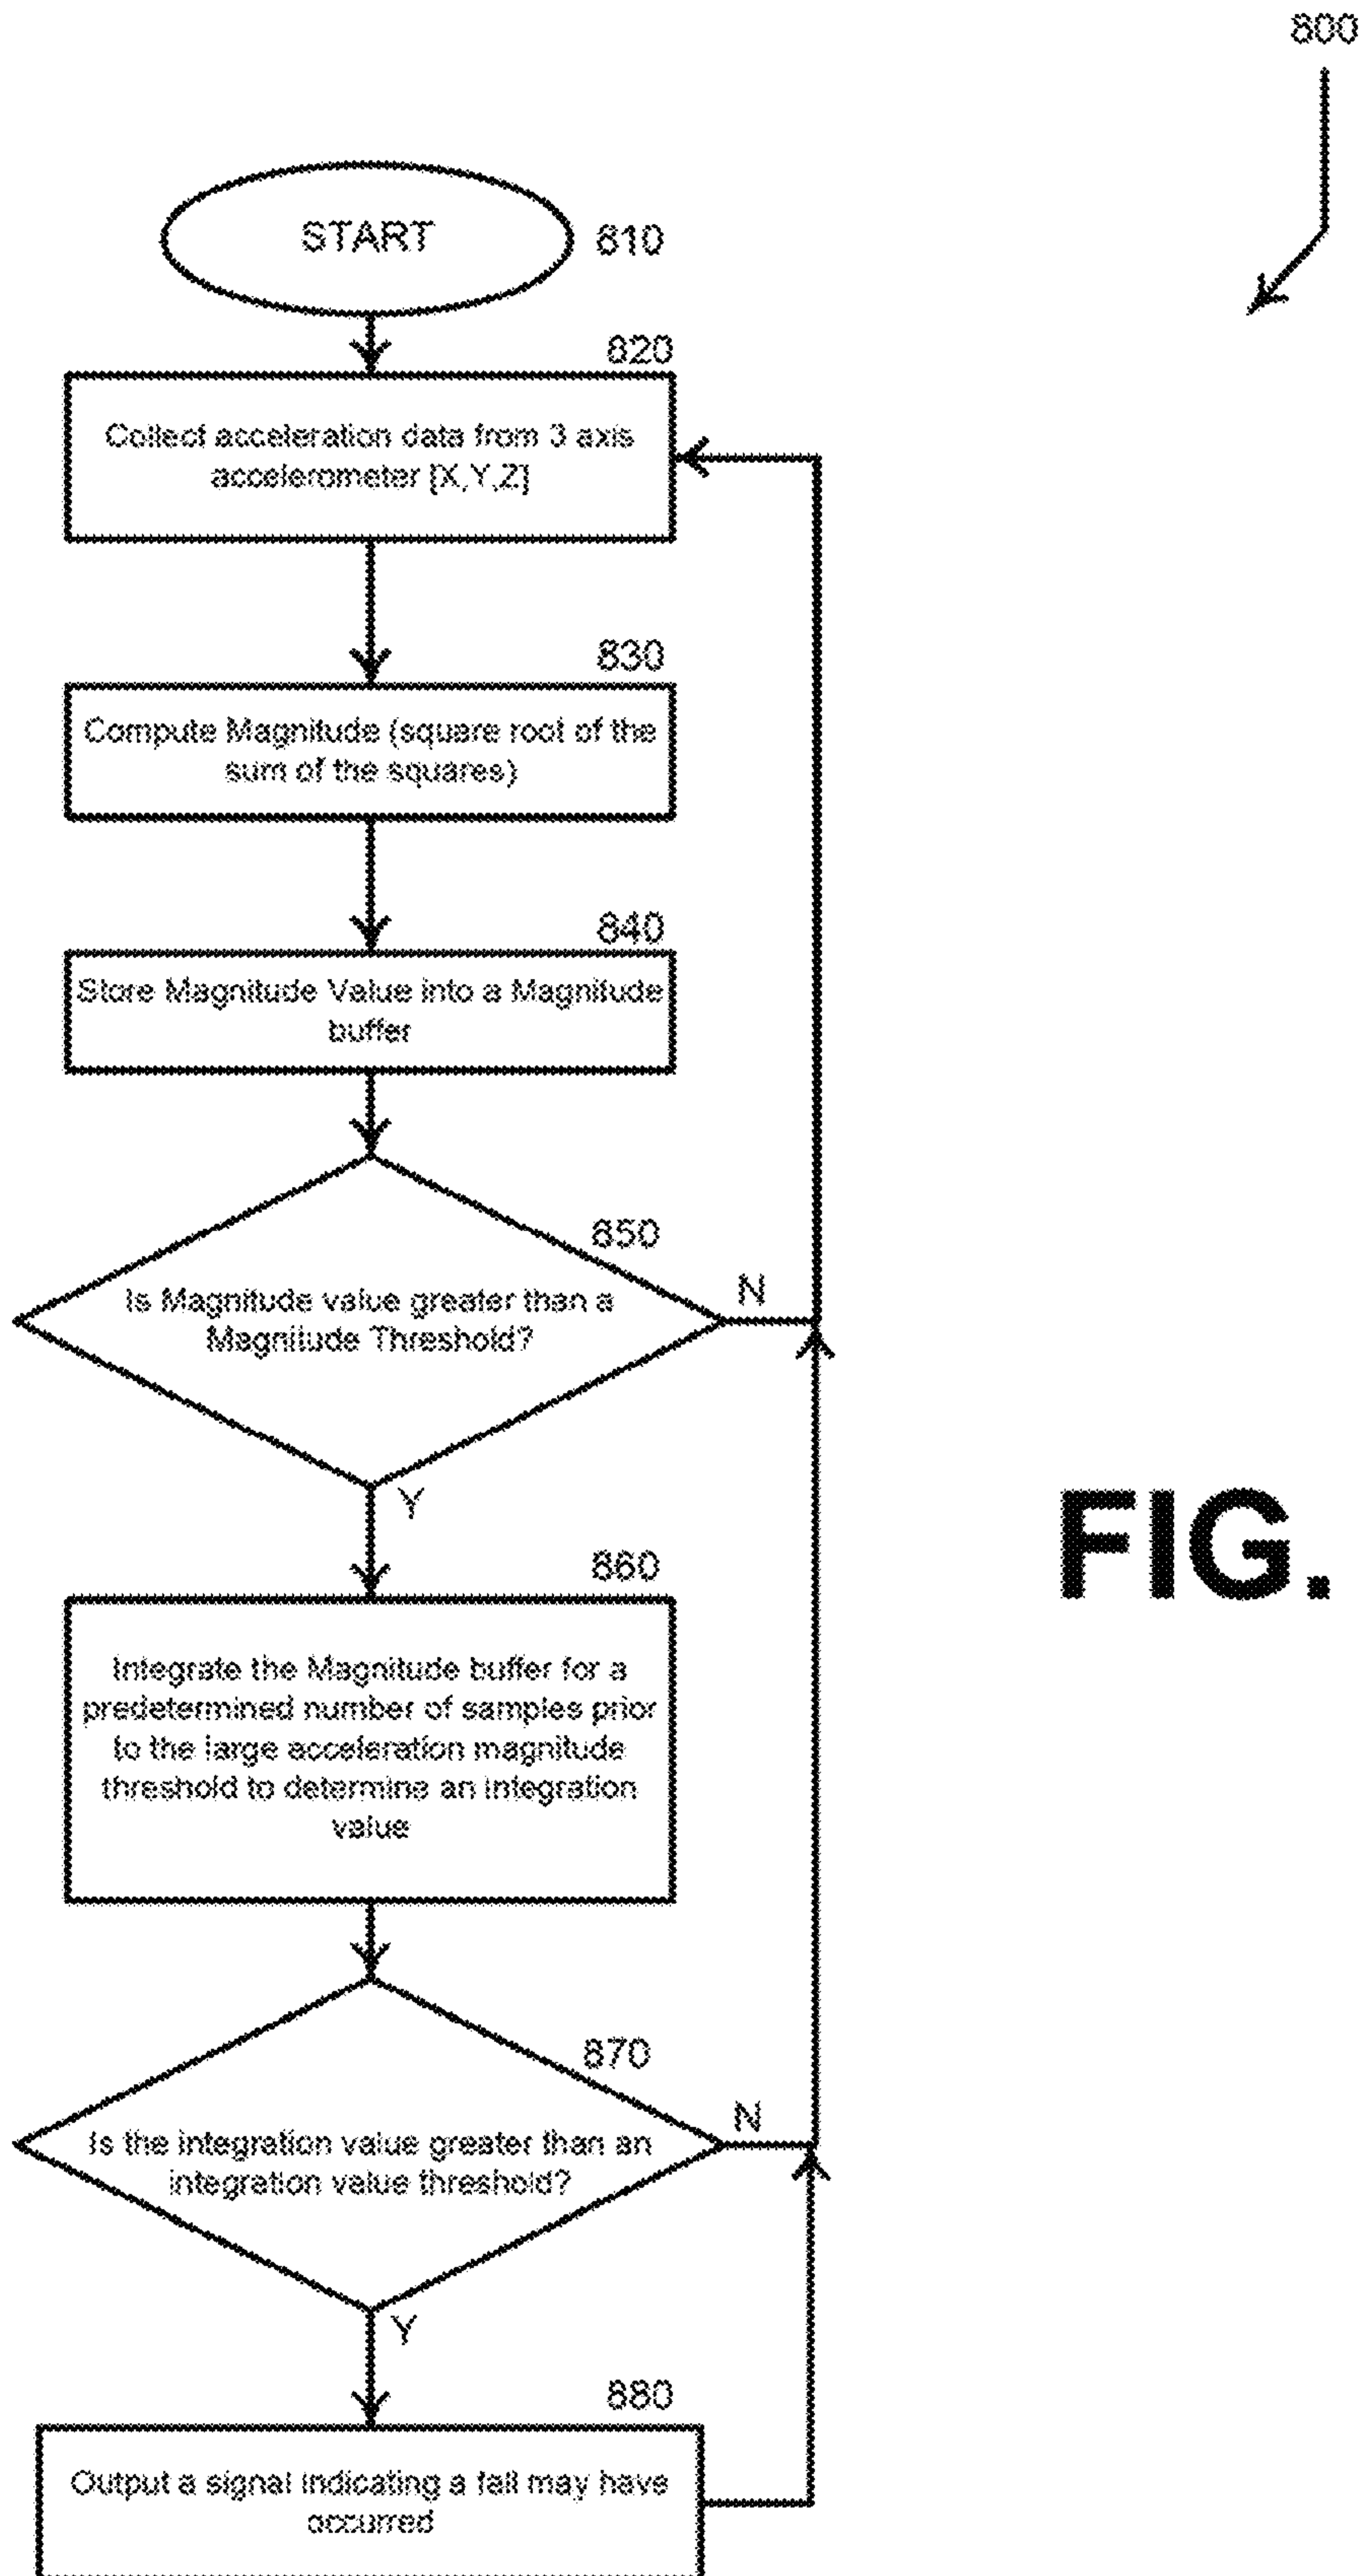 800
START
810
820
Collect acceleration data from 3 axis
accelerometer [X,Y,Z]
830
Compute Magnitude (square root of the
sum of the squares)
840
Store Magnitude Value into a Magnitude
buffer
850
Is Magnitude value greater than a
Magnitude Threshold?
N
Y
FIG.
860
Integrate the Magnitude buffer for a
predetermined number of samples prior
to the large acceleration magnitude
threshold to determine an integration
value
870
Is the integration value greater than an
integration value threshold?
N
Y
880
Output a signal indicating a fall may have
occurred